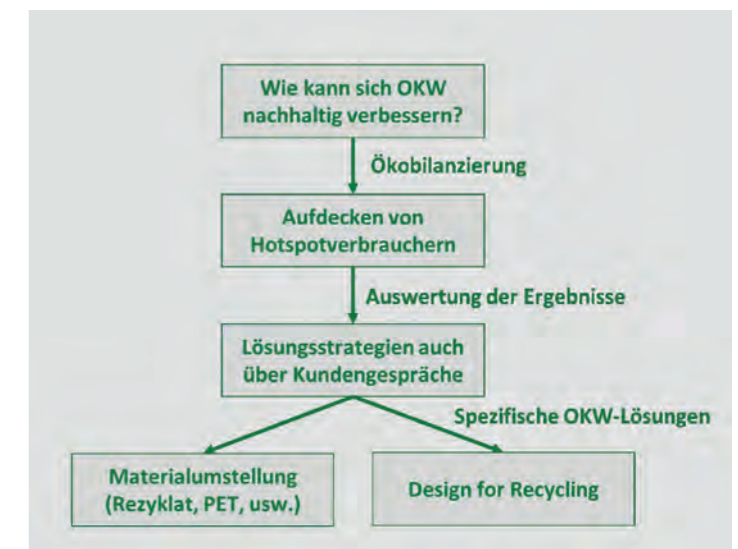 Wie kann sich OKW
nachhaltig verbessern?
Ökobilanzierung
Aufdecken von
Hotspotverbrauchern
Auswertung der Ergebnisse
Lösungsstrategien auch
über Kundengespräche
Spezifische OKW-Lösungen
Materialumstellung
(Rezyklat, PET, usw.)
Design for Recycling